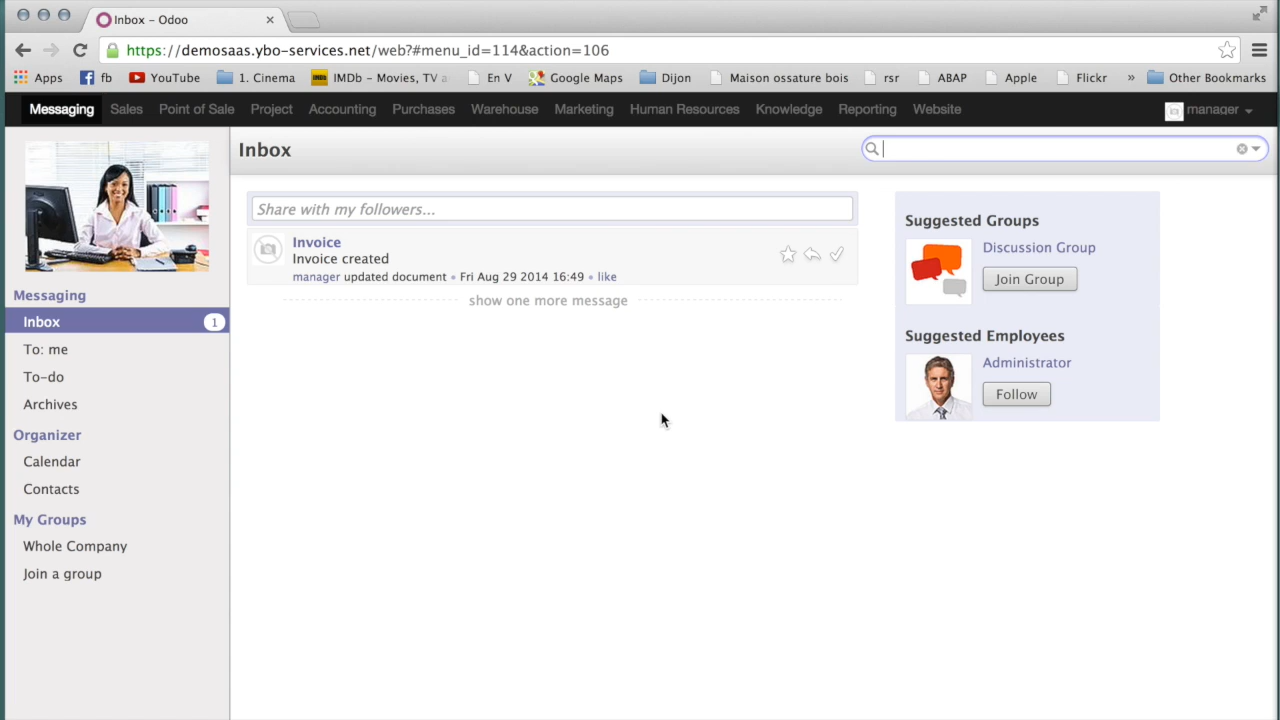 Inbox – Odoo
https://demosaas.ybo-services.net/web?#menu_id=114&action=106
Apps fb YouTube 1. Cinema IMDb – Movies, TV a En V Google Maps Dijon Maison ossature bois rsr ABAP Apple Flickr » Other Bookmarks
Messaging Sales Point of Sale Project Accounting Purchases Warehouse Marketing Human Resources Knowledge Reporting Website manager
Inbox
Messaging
Inbox 1
To: me
To-do
Archives
Organizer
Calendar
Contacts
My Groups
Whole Company
Join a group
Share with my followers...
Invoice
Invoice created
manager updated document • Fri Aug 29 2014 16:49 • like
show one more message
Suggested Groups
Discussion Group
Join Group
Suggested Employees
Administrator
Follow